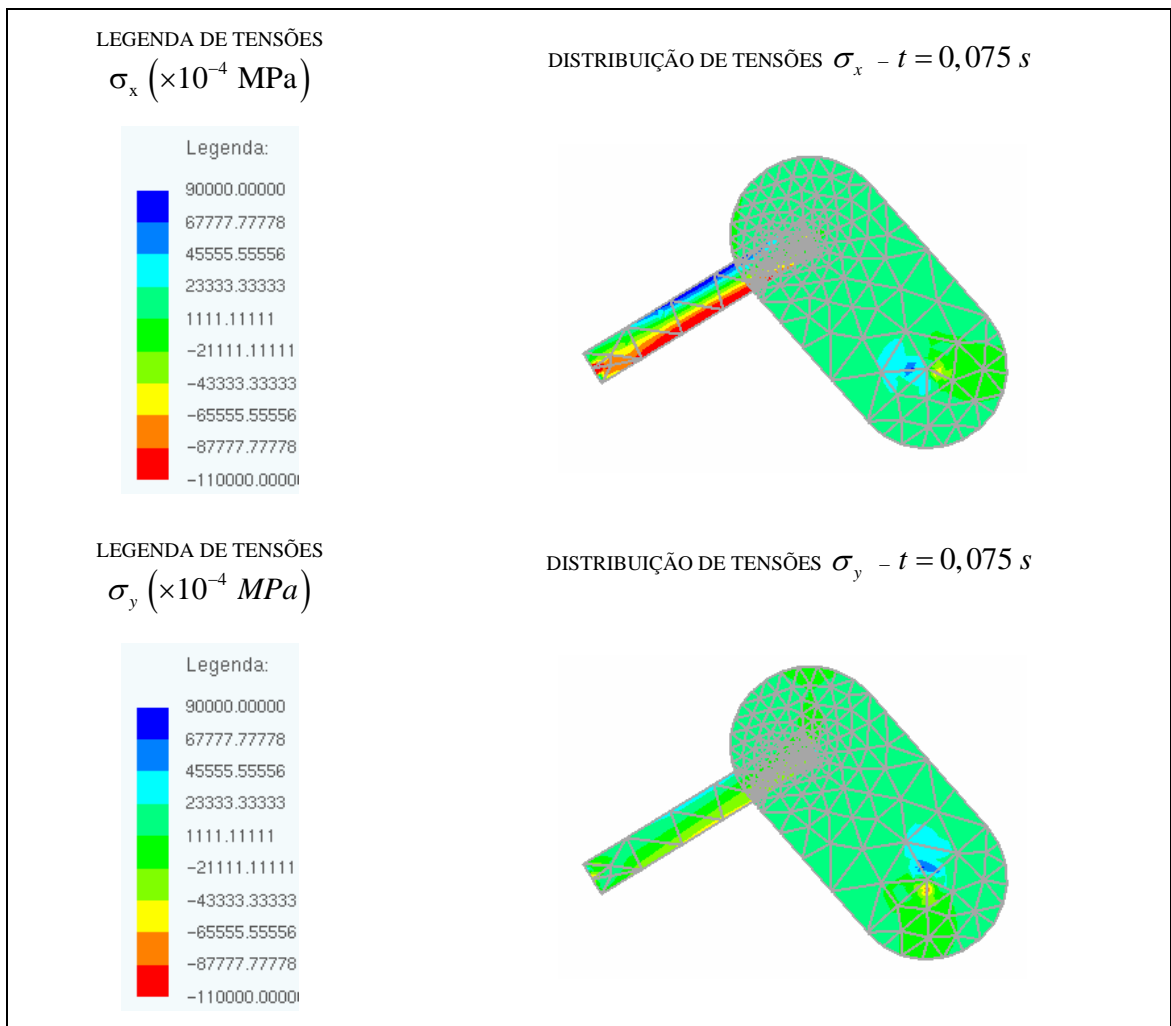 LEGENDA DE TENSÕES
σx (×10⁻⁴ MPa)
DISTRIBUIÇÃO DE TENSÕES σx – t = 0,075 s
Legenda:
90000.00000
67777.77778
45555.55556
23333.33333
1111.11111
-21111.11111
-43333.33333
-65555.55556
-87777.77778
-110000.0000
LEGENDA DE TENSÕES
σy (×10⁻⁴ MPa)
DISTRIBUIÇÃO DE TENSÕES σy – t = 0,075 s
Legenda:
90000.00000
67777.77778
45555.55556
23333.33333
1111.11111
-21111.11111
-43333.33333
-65555.55556
-87777.77778
-110000.0000